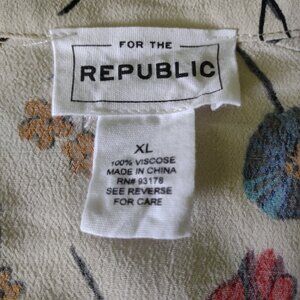 FOR THE
REPUBLIC
XL
100% VISCOSE
MADE IN CHINA
RN# 93178
SEE REVERSE
FOR CARE